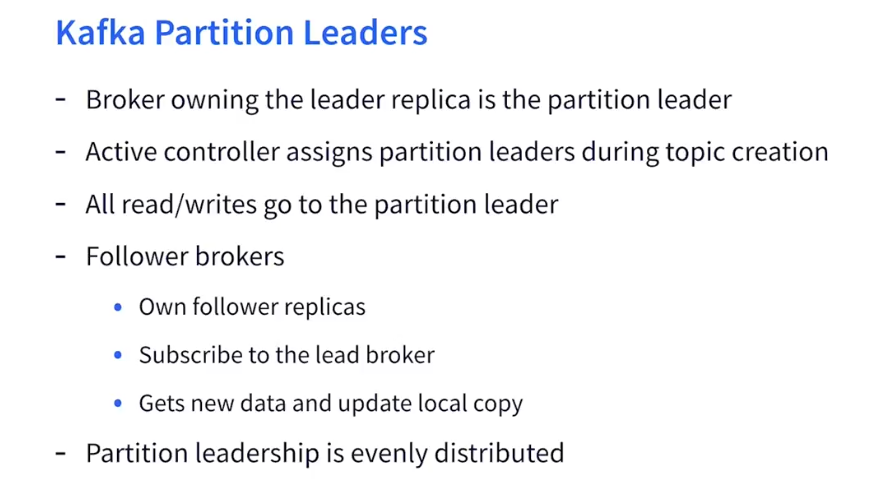 Kafka Partition Leaders
- Broker owning the leader replica is the partition leader
- Active controller assigns partition leaders during topic creation
- All read/writes go to the partition leader
- Follower brokers
• Own follower replicas
• Subscribe to the lead broker
• Gets new data and update local copy
- Partition leadership is evenly distributed